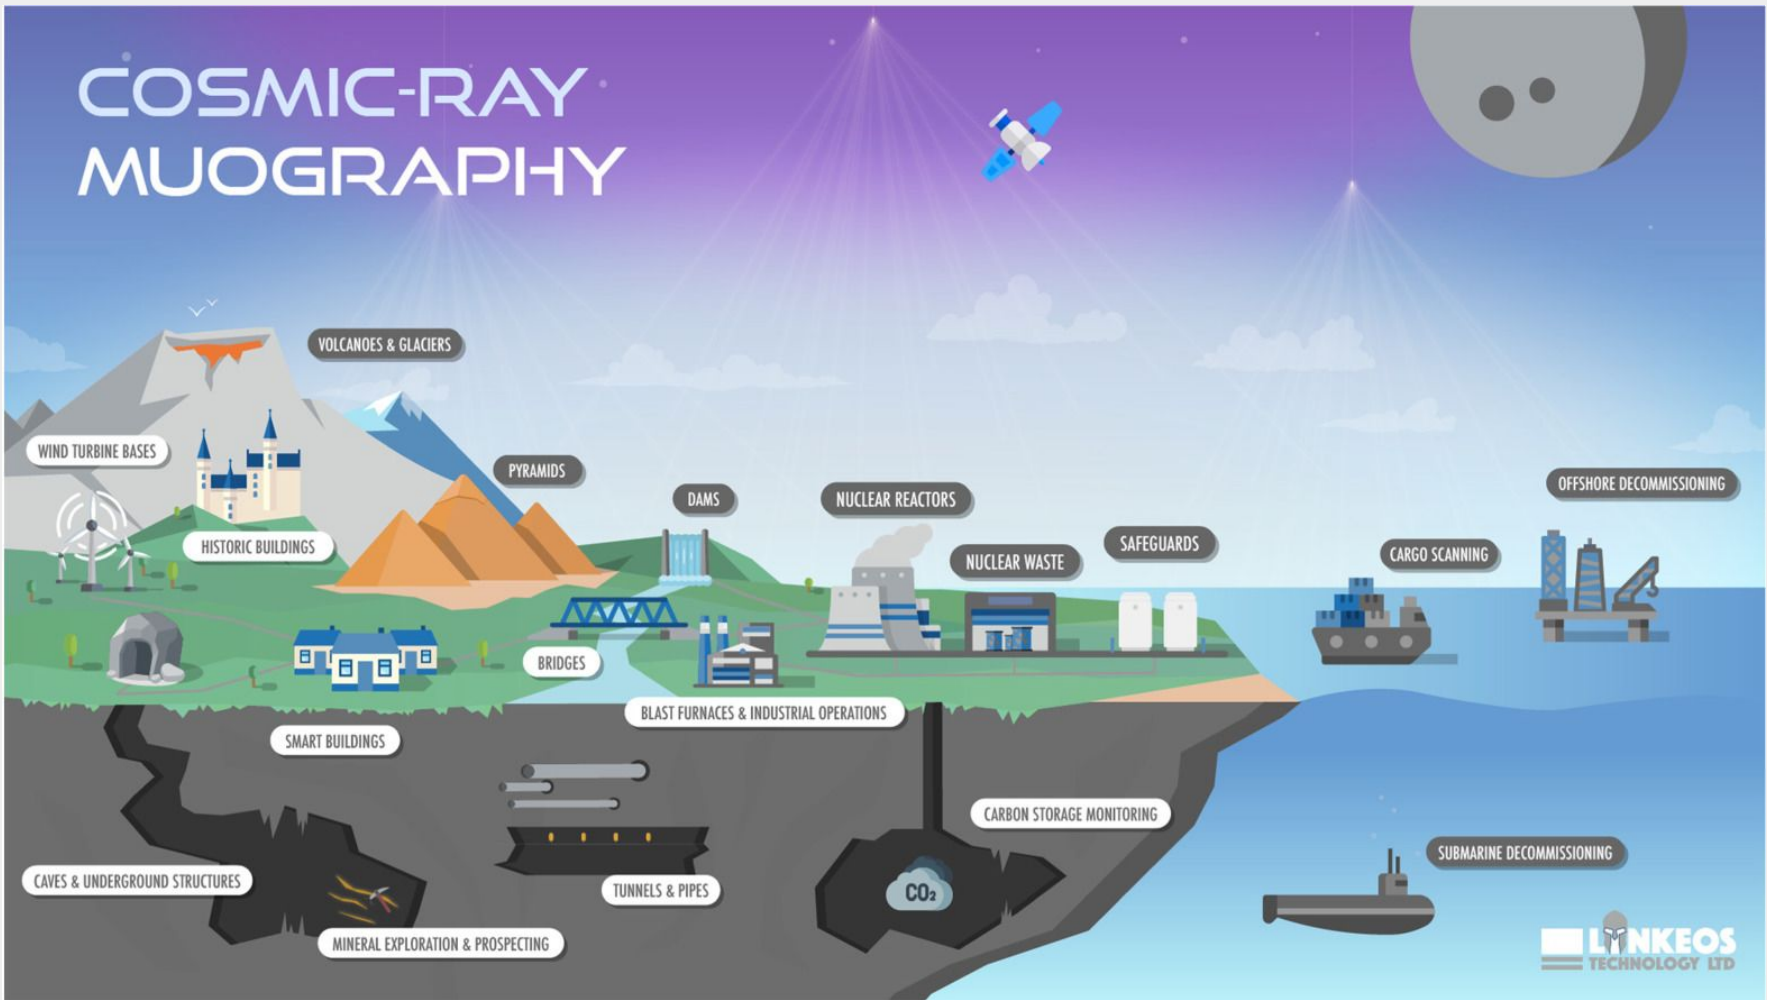 COSMIC-RAY
MUOGRAPHY
VOLCANOES & GLACIERS
WIND TURBINE BASES
PYRAMIDS
DAMS
NUCLEAR REACTORS
OFFSHORE DECOMMISSIONING
HISTORIC BUILDINGS
NUCLEAR WASTE
SAFEGUARDS
CARGO SCANNING
BRIDGES
BLAST FURNACES & INDUSTRIAL OPERATIONS
SMART BUILDINGS
CARBON STORAGE MONITORING
SUBMARINE DECOMMISSIONING
CAVES & UNDERGROUND STRUCTURES
TUNNELS & PIPES
CO₂
MINERAL EXPLORATION & PROSPECTING
LYNKEOS
TECHNOLOGY LTD